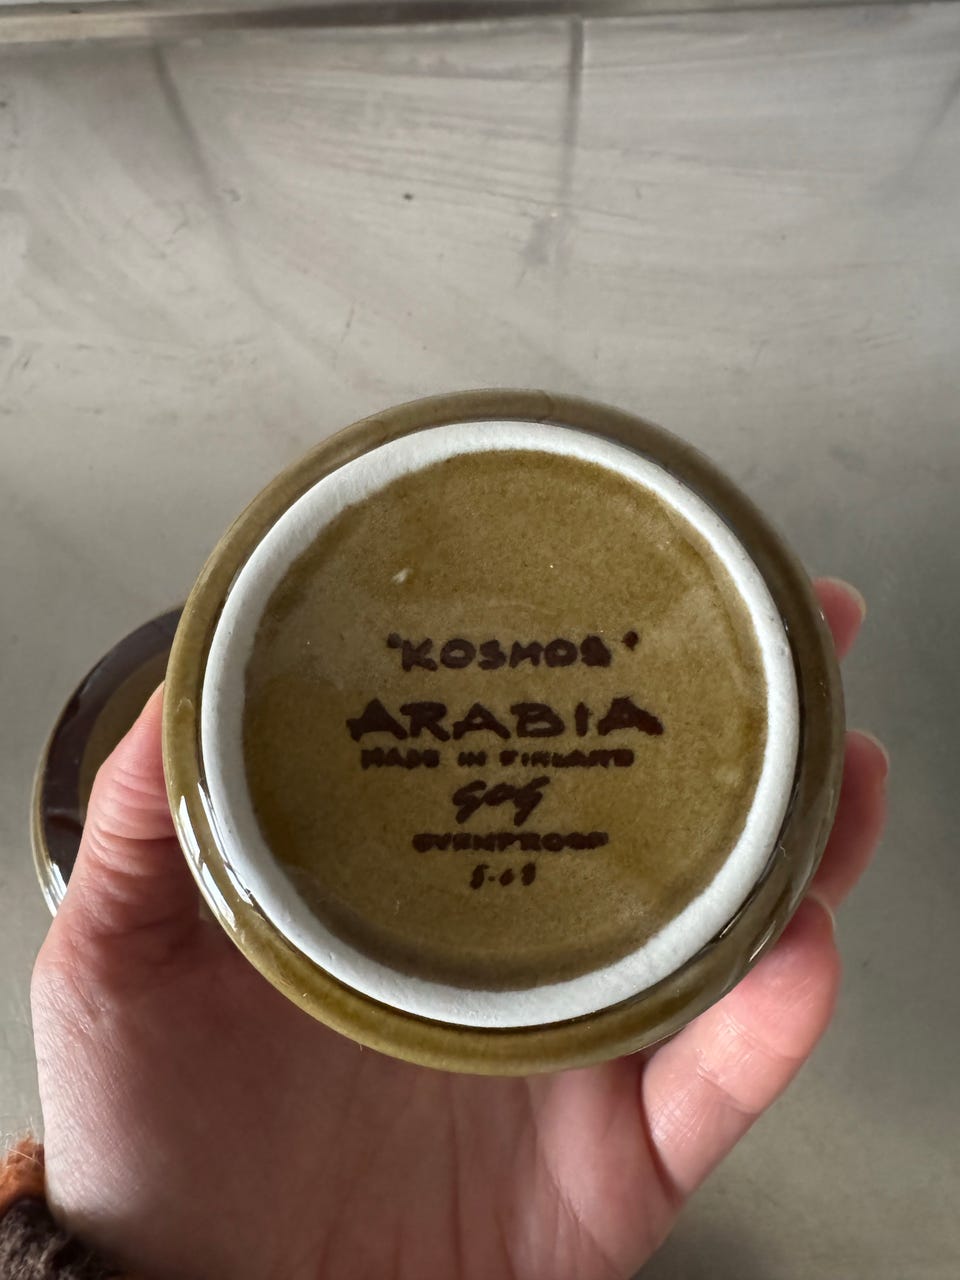 "KOSMOS"
ARABIA
MADE IN FINLAND
GOG
OVENPROOF